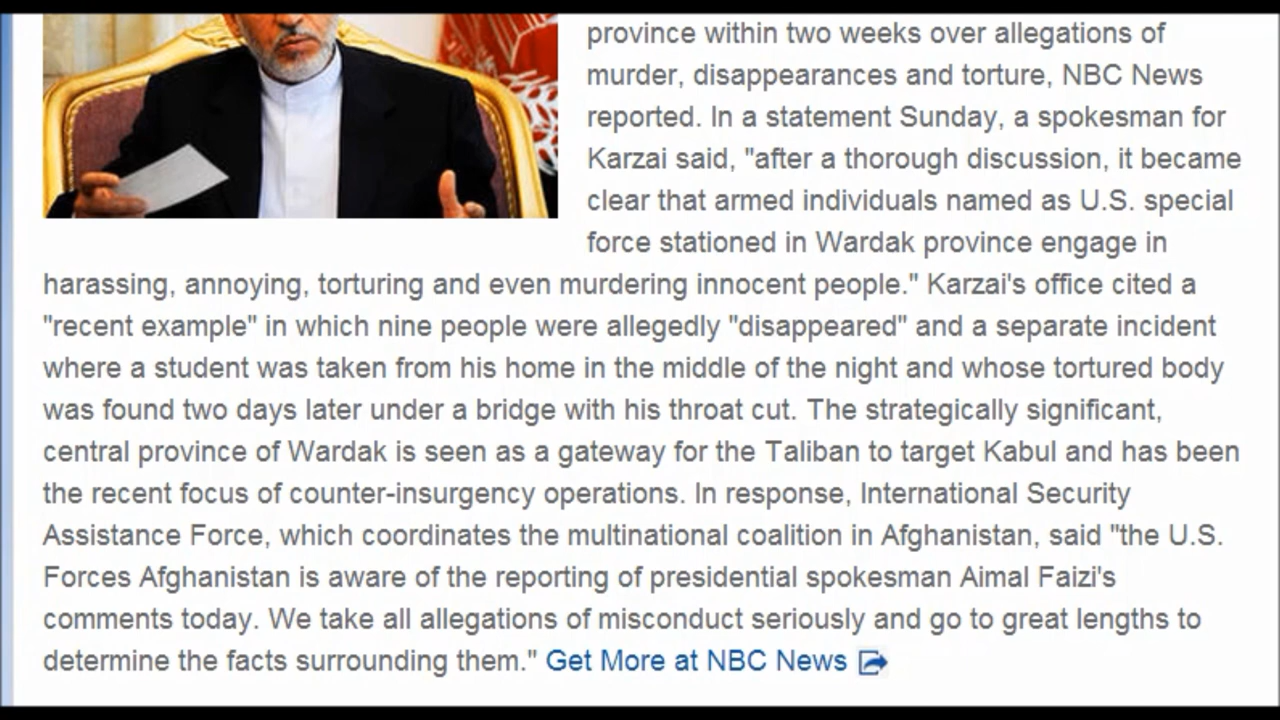 province within two weeks over allegations of
murder, disappearances and torture, NBC News
reported. In a statement Sunday, a spokesman for
Karzai said, "after a thorough discussion, it became
clear that armed individuals named as U.S. special
force stationed in Wardak province engage in
harassing, annoying, torturing and even murdering innocent people." Karzai's office cited a
"recent example" in which nine people were allegedly "disappeared" and a separate incident
where a student was taken from his home in the middle of the night and whose tortured body
was found two days later under a bridge with his throat cut. The strategically significant,
central province of Wardak is seen as a gateway for the Taliban to target Kabul and has been
the recent focus of counter-insurgency operations. In response, International Security
Assistance Force, which coordinates the multinational coalition in Afghanistan, said "the U.S.
Forces Afghanistan is aware of the reporting of presidential spokesman Aimal Faizi's
comments today. We take all allegations of misconduct seriously and go to great lengths to
determine the facts surrounding them." Get More at NBC News